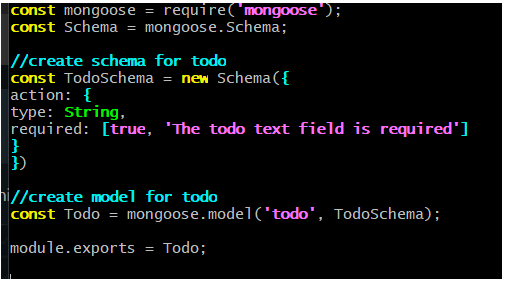 const mongoose = require('mongoose');
const Schema = mongoose.Schema;
//create schema for todo
const TodoSchema = new Schema({
action: {
type: String,
required: [true, 'The todo text field is required']
}
})
//create model for todo
const Todo = mongoose.model('todo', TodoSchema);
module.exports = Todo;